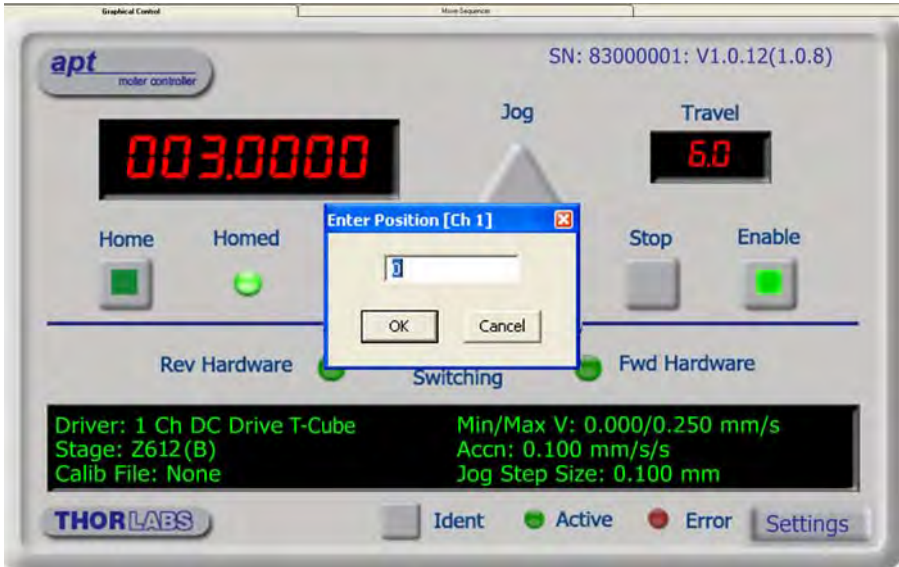 Graphical Control
Move Sequencer
apt
moter controller
SN: 83000001: V1.0.12(1.0.8)
003.0000
Jog
Travel
6.0
Enter Position [Ch 1]
0
OK
Cancel
Home
Homed
Stop
Enable
Rev Hardware
Switching
Fwd Hardware
Driver: 1 Ch DC Drive T-Cube
Stage: Z612(B)
Calib File: None
Min/Max V: 0.000/0.250 mm/s
Accn: 0.100 mm/s/s
Jog Step Size: 0.100 mm
THORLABS
Ident
Active
Error
Settings